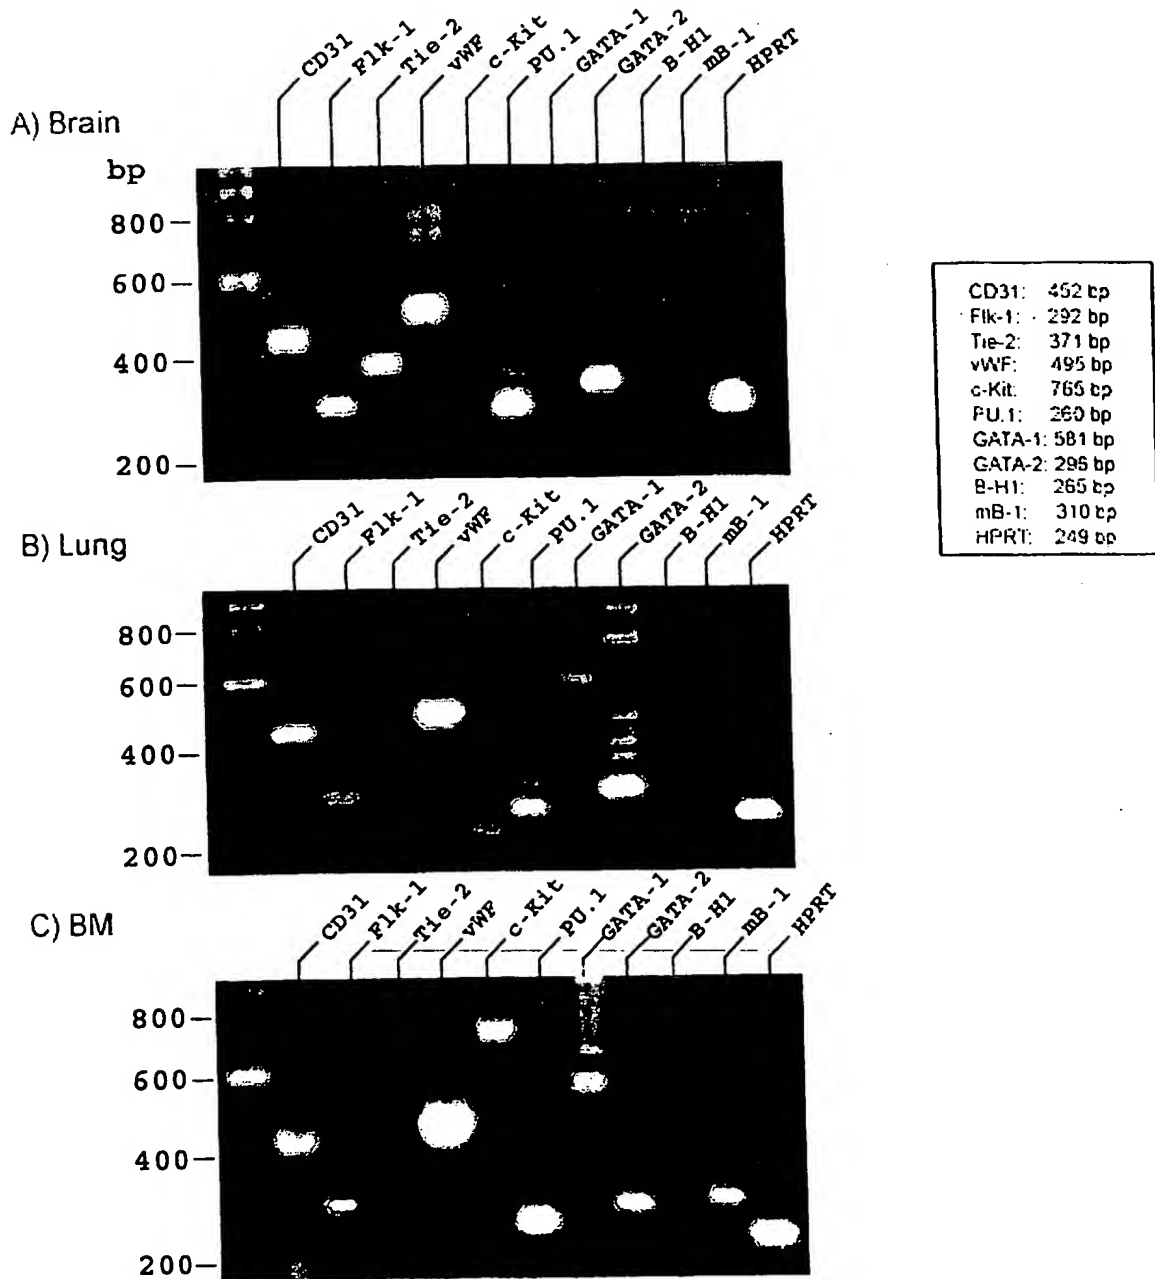 CD31 Flk-1 Tie-2 vWF c-Kit PU.1 GATA-1 GATA-2 B-H1 mB-1 HPRT
A) Brain
bp
800
600
400
200
CD31: 452 bp
Flk-1: 292 bp
Tie-2: 371 bp
vWF: 495 bp
c-Kit: 765 bp
PU.1: 260 bp
GATA-1: 581 bp
GATA-2: 295 bp
B-H1: 265 bp
mB-1: 310 bp
HPRT: 249 bp
CD31 Flk-1 Tie-2 vWF c-Kit PU.1 GATA-1 GATA-2 B-H1 mB-1 HPRT
B) Lung
800
600
400
200
CD31 Flk-1 Tie-2 vWF c-Kit PU.1 GATA-1 GATA-2 B-H1 mB-1 HPRT
C) BM
800
600
400
200